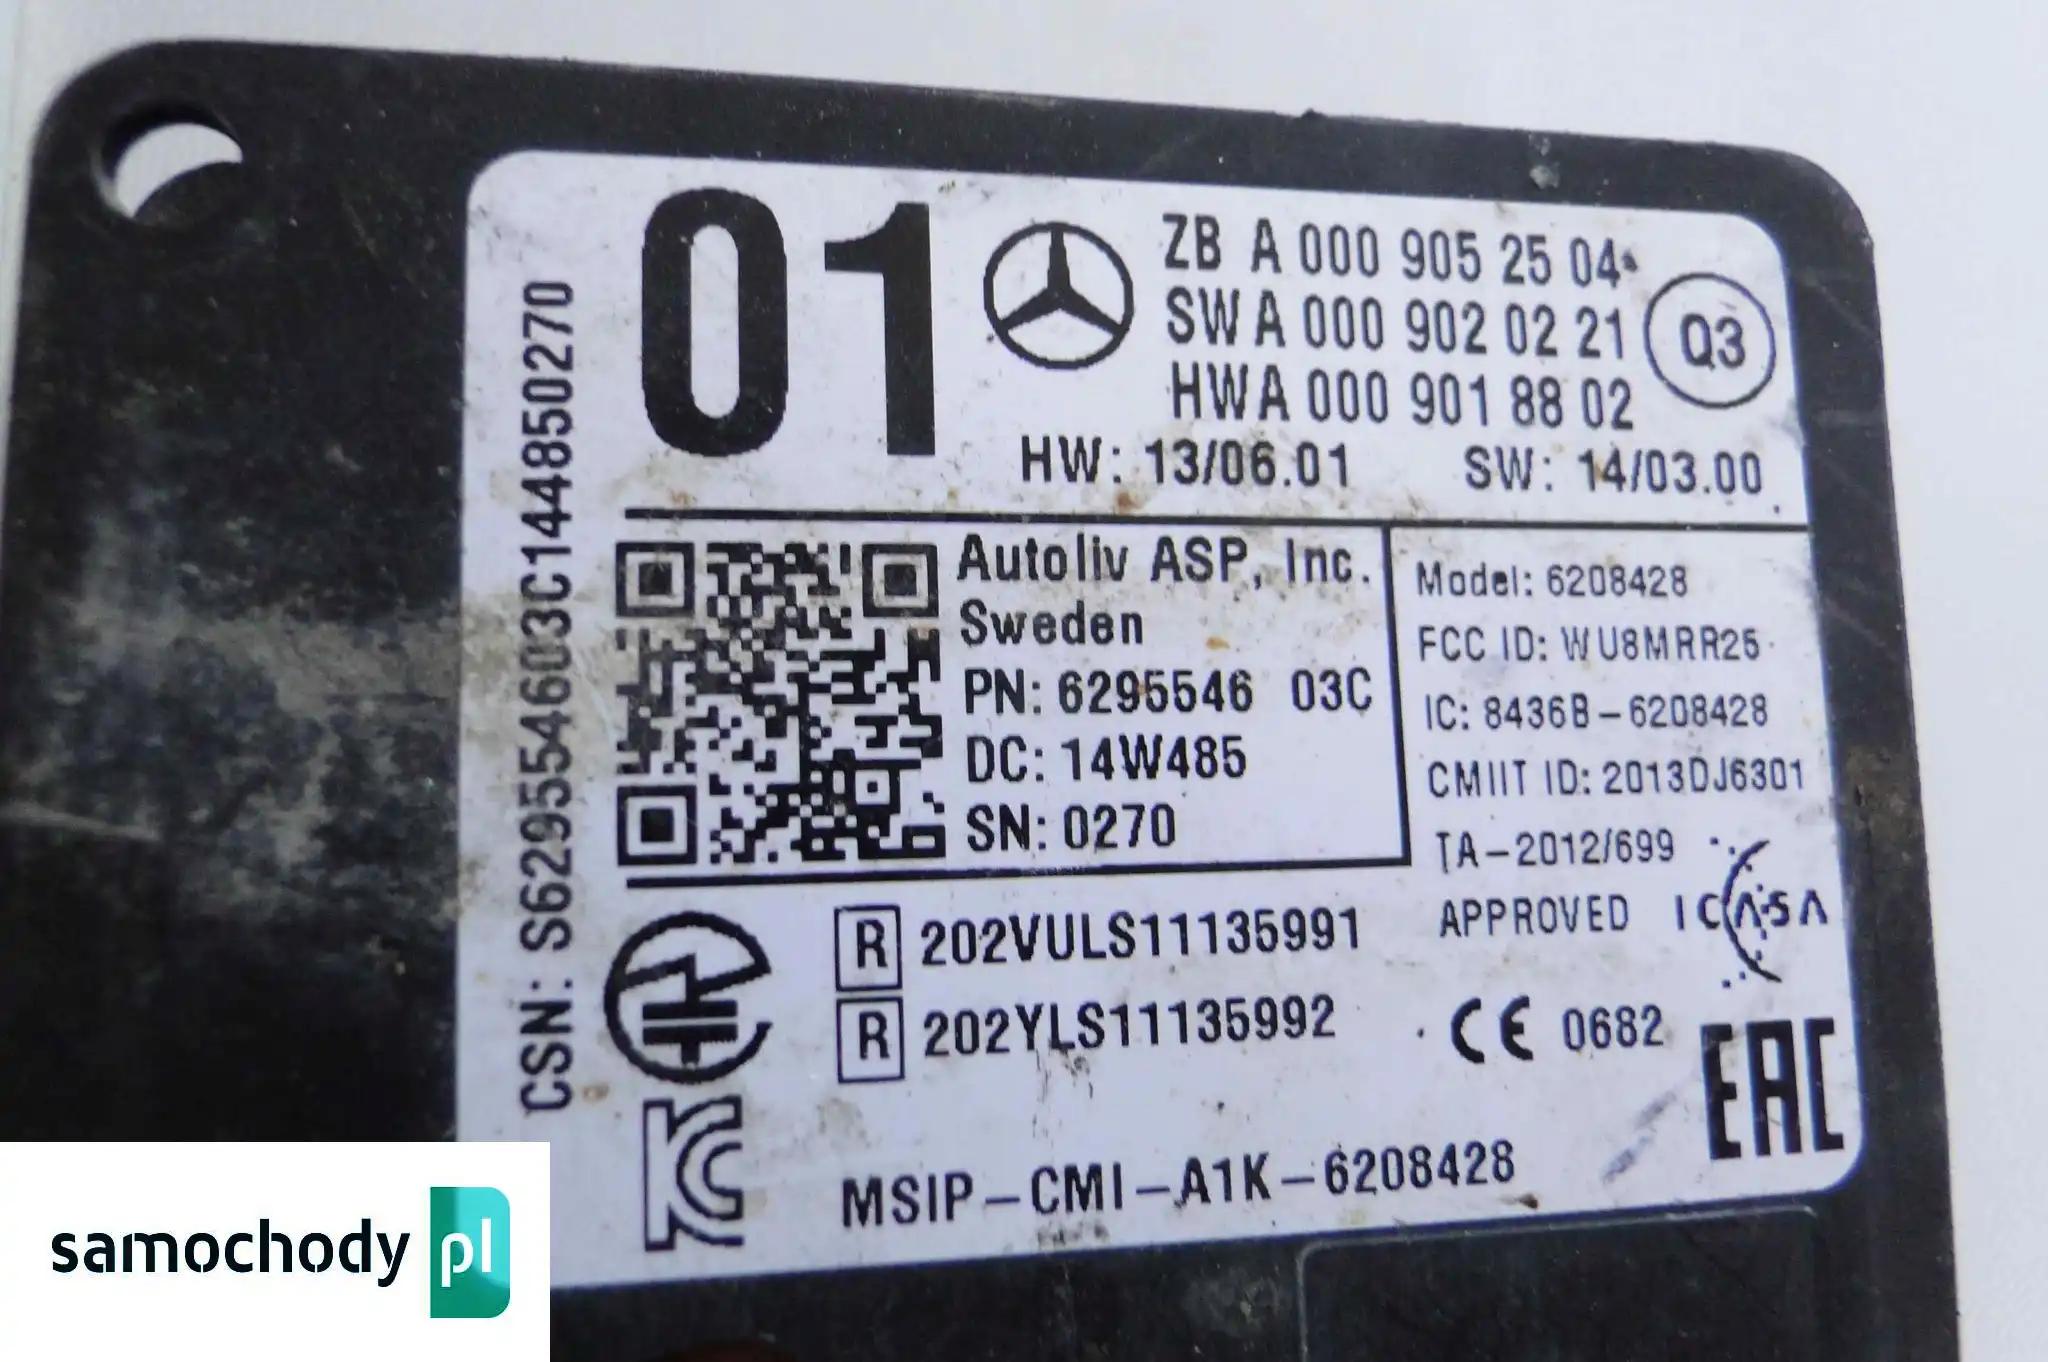 CSN: S629554603C144850270
01
ZB A 000 905 25 04
SW A 000 902 02 21
HW A 000 901 88 02
Q3
HW: 13/06.01 SW: 14/03.00
Autoliv ASP, Inc.
Sweden
PN: 6295546 03C
DC: 14W485
SN: 0270
Model: 6208428
FCC ID: WU8MRR25
IC: 8436B-6208428
CMIIT ID: 2013DJ6301
TA-2012/699
APPROVED ICASA
R 202VULS11135991
R 202YLS11135992
CE 0682
EAC
KC
MSIP-CMI-A1K-6208428
samochody pl